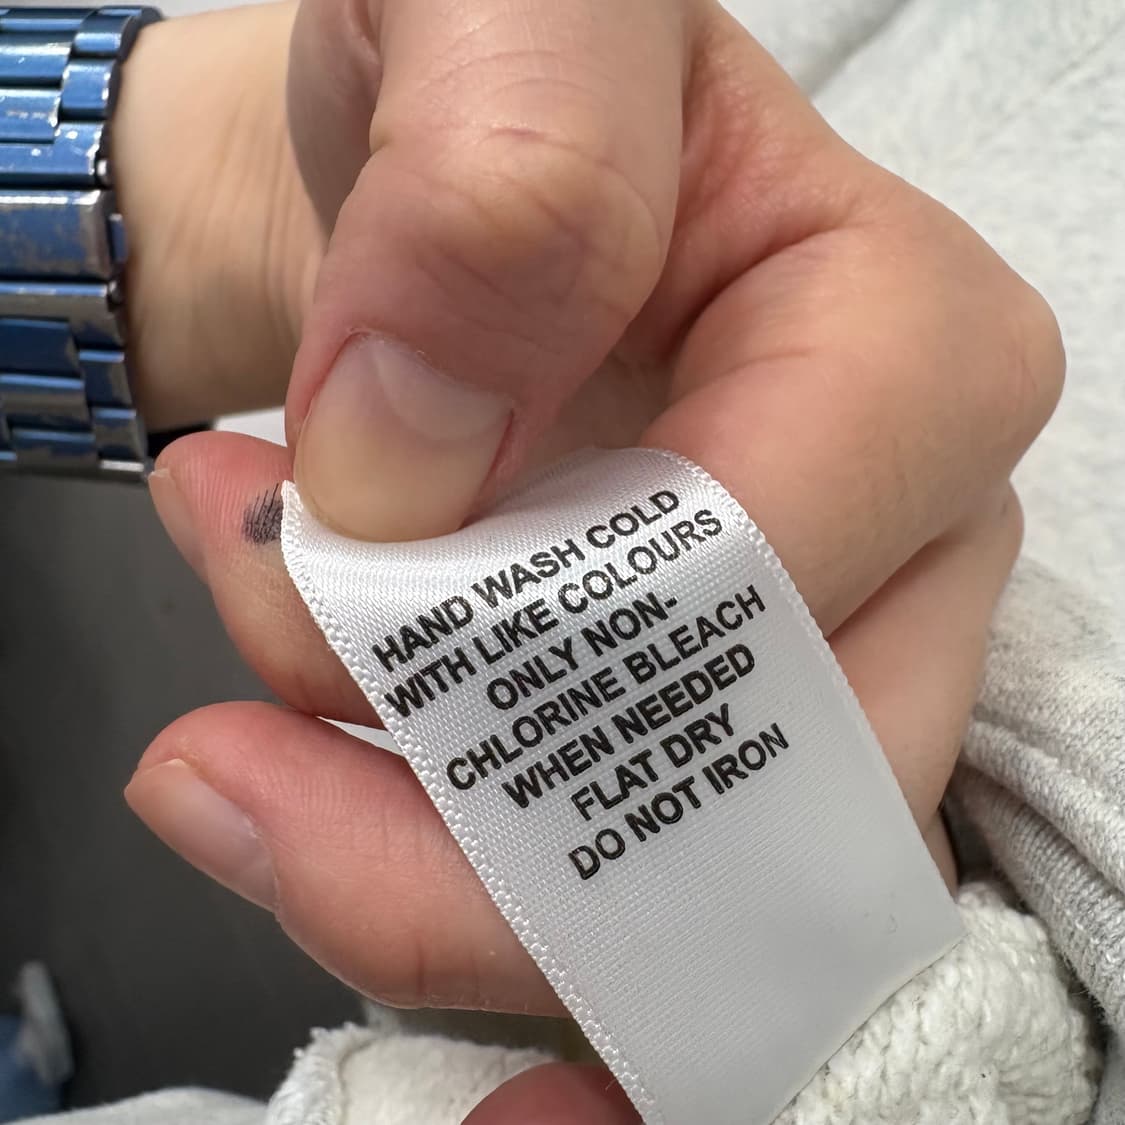 HAND WASH COLD
WITH LIKE COLOURS
ONLY NON-
CHLORINE BLEACH
WHEN NEEDED
FLAT DRY
DO NOT IRON